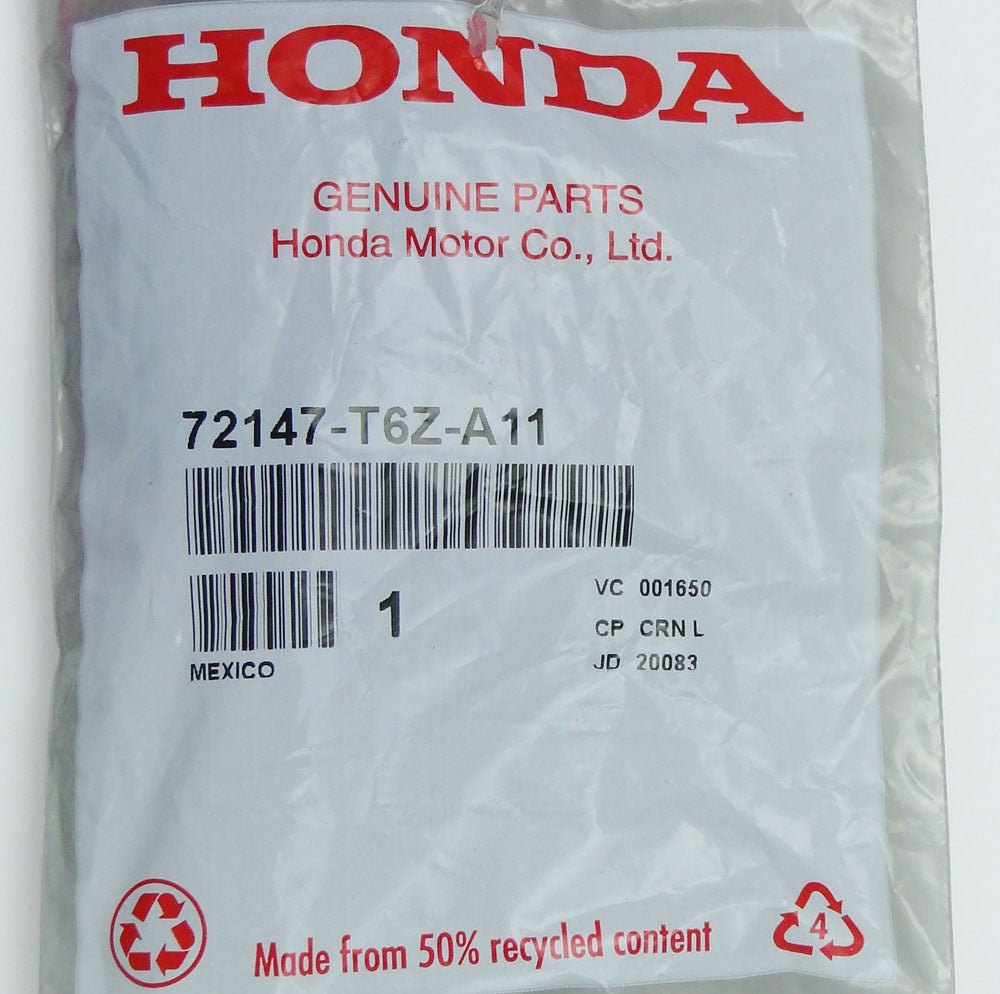 HONDA
GENUINE PARTS
Honda Motor Co., Ltd.
72147-T6Z-A11
1
MEXICO
VC 001650
CP CRN L
JD 20083
Made from 50% recycled content
4